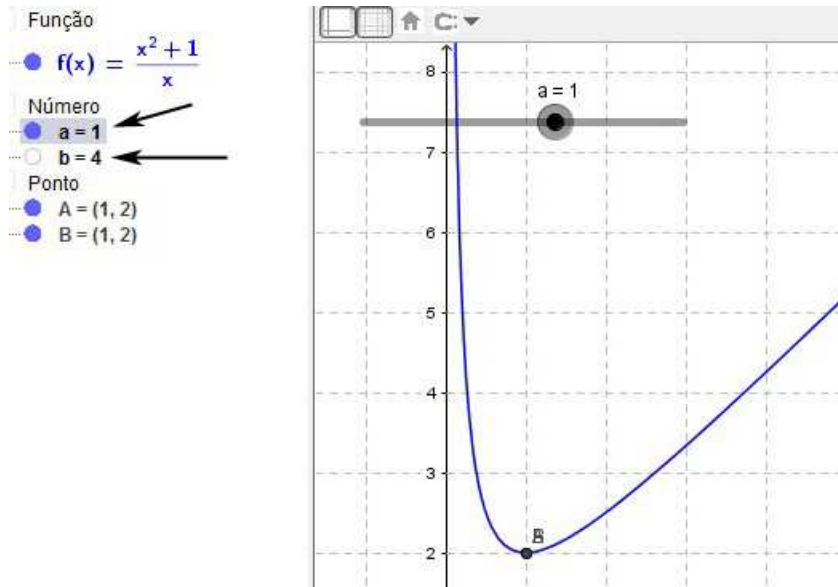 Função
f(x) = x² + 1 / x
Número
a = 1
b = 4
Ponto
A = (1, 2)
B = (1, 2)
a = 1
8
7
6
5
4
3
2